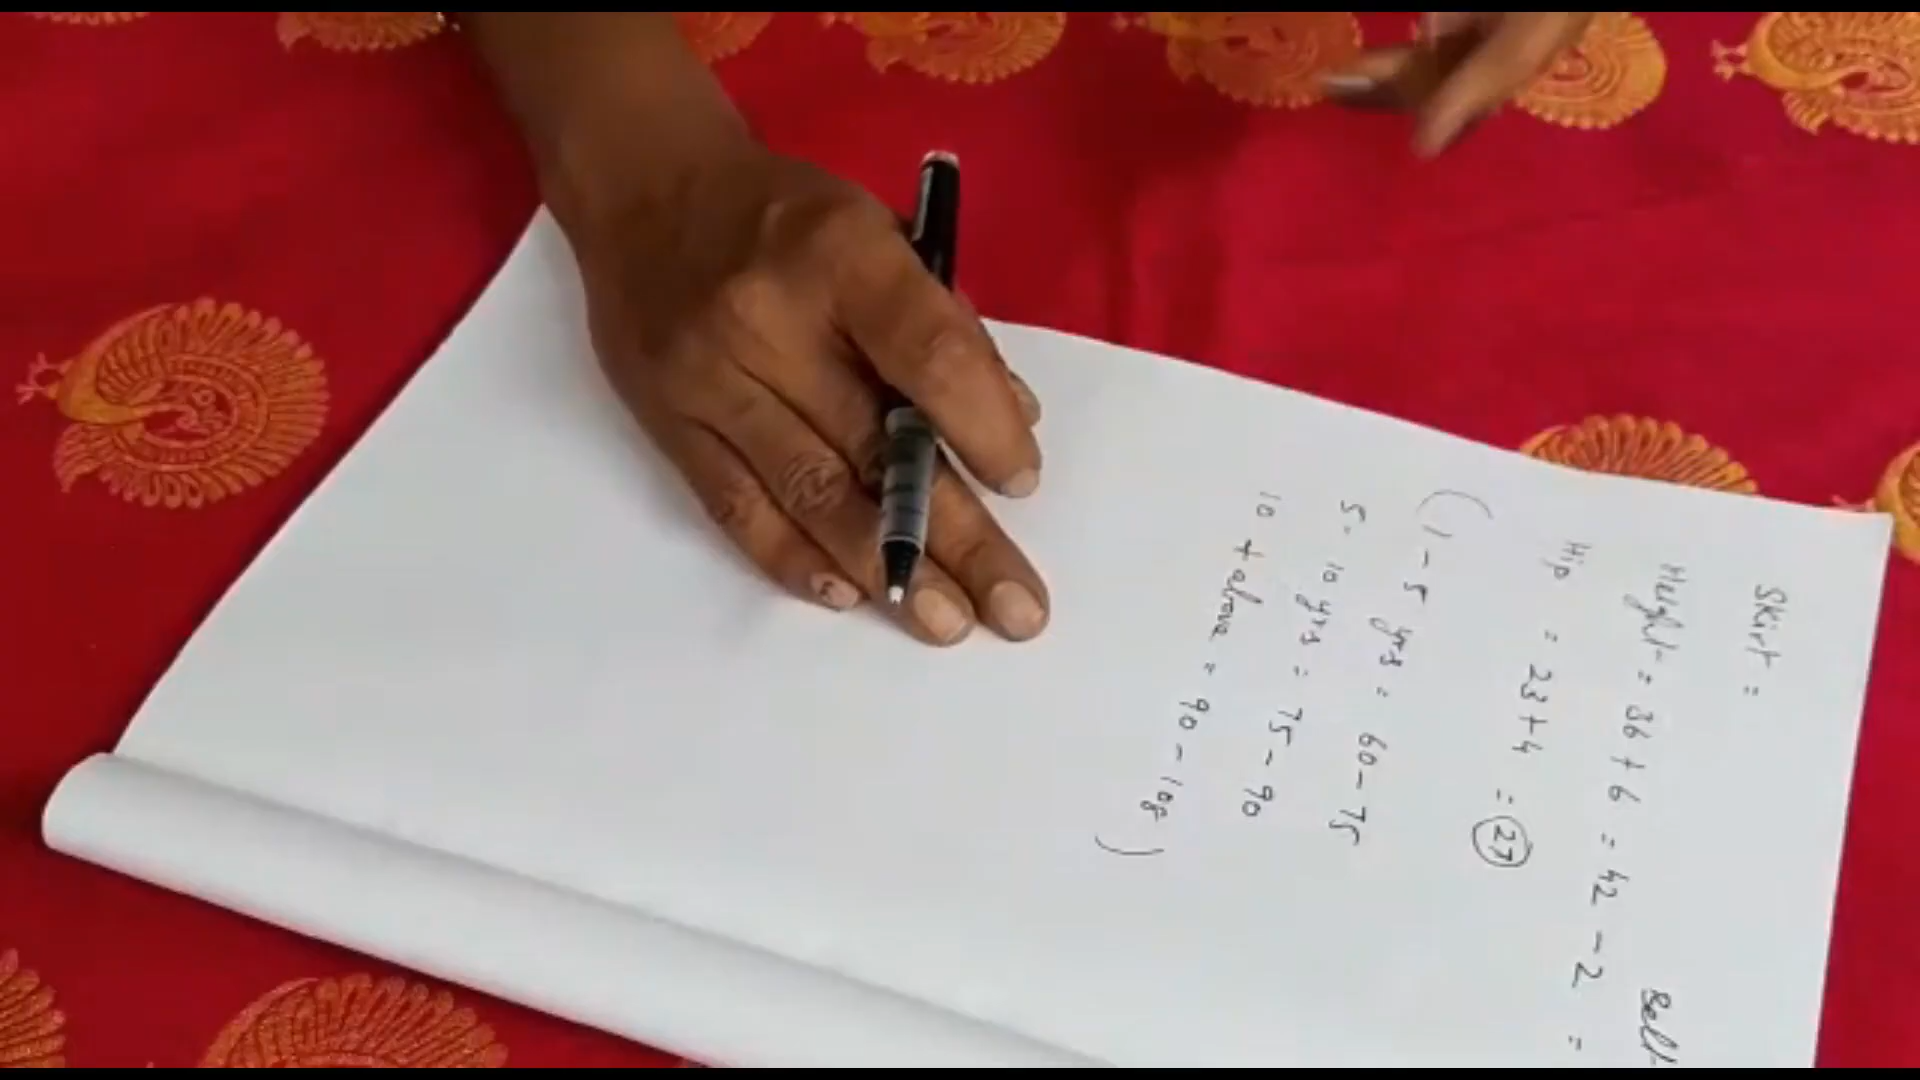 Skirt =
Belt
Height = 36 + 6 = 42 - 2 =
Hip = 23 + 4 = 27
(1 - 5 yrs = 60 - 75
5 - 10 yrs = 75 - 90
10 + above = 90 - 108)